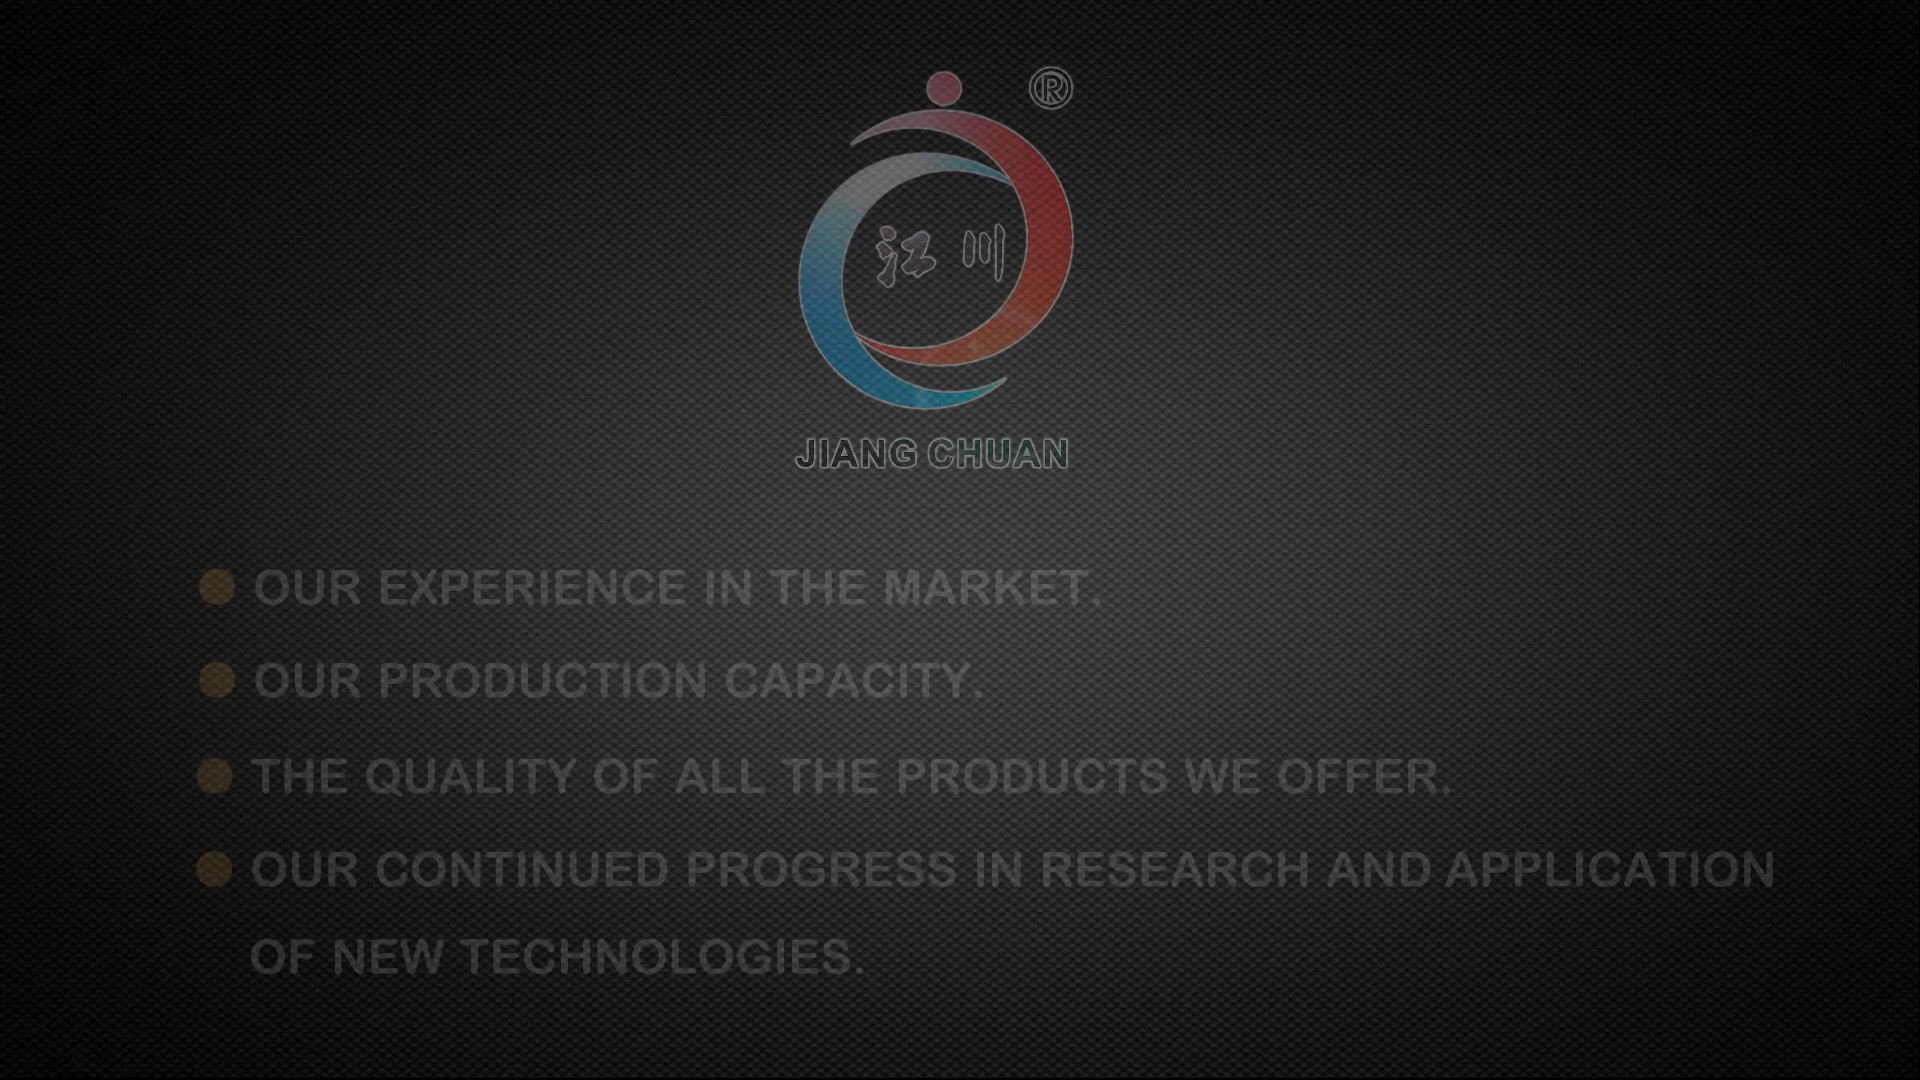 ®
江川
JIANG CHUAN
OUR EXPERIENCE IN THE MARKET.
OUR PRODUCTION CAPACITY.
THE QUALITY OF ALL THE PRODUCTS WE OFFER.
OUR CONTINUED PROGRESS IN RESEARCH AND APPLICATION
OF NEW TECHNOLOGIES.